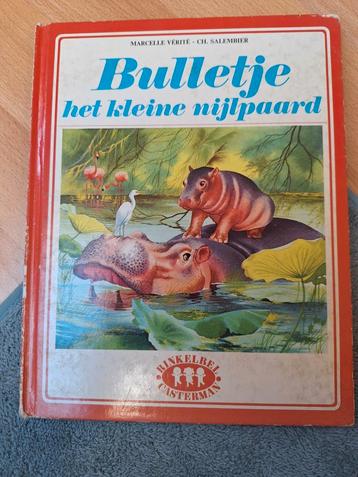 MARCELLE VÉRITÉ - CH. SALEMBIER
Bulletje
het kleine nijlpaard
RINKELBEL
CASTERMAN